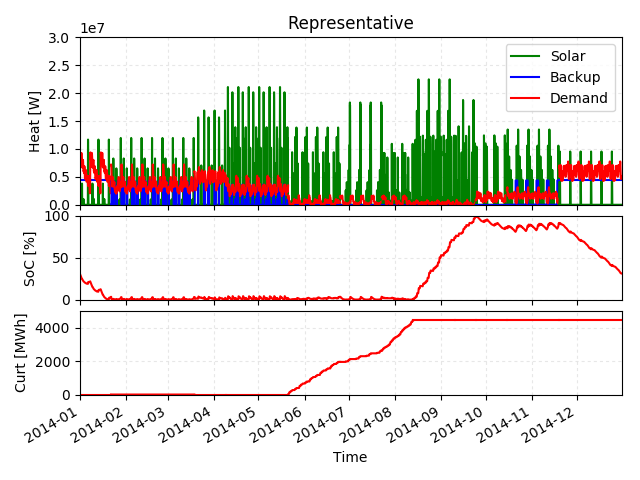 Representative
1e7
3.0
2.5
2.0
1.5
1.0
0.5
0.0
Heat [W]
Solar
Backup
Demand
100
50
0
SoC [%]
4000
2000
0
Curt [MWh]
2014-01
2014-02
2014-03
2014-04
2014-05
2014-06
2014-07
2014-08
2014-09
2014-10
2014-11
2014-12
Time